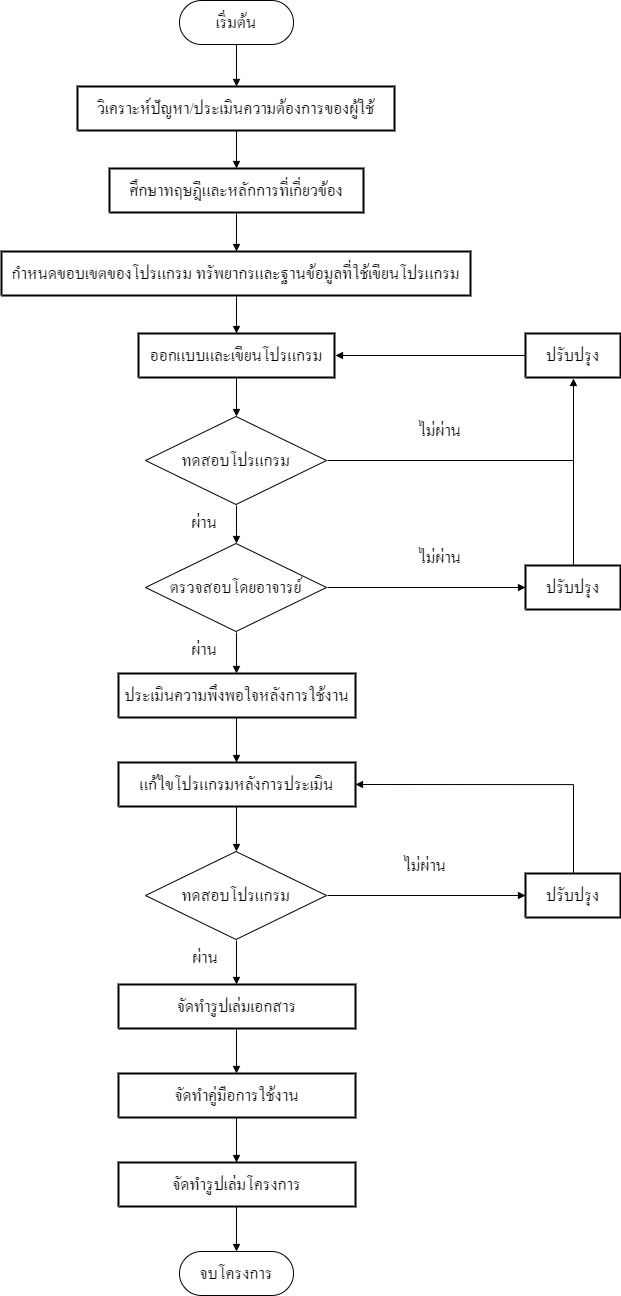 เริ่มต้น
วิเคราะห์ปัญหา/ประเมินความต้องการของผู้ใช้
ศึกษาทฤษฎีและหลักการที่เกี่ยวข้อง
กำหนดขอบเขตของโปรแกรม ทรัพยากรและฐานข้อมูลที่ใช้เขียนโปรแกรม
ออกแบบและเขียนโปรแกรม
ปรับปรุง
ไม่ผ่าน
ทดสอบโปรแกรม
ผ่าน
ไม่ผ่าน
ตรวจสอบโดยอาจารย์
ปรับปรุง
ผ่าน
ประเมินความพึงพอใจหลังการใช้งาน
แก้ไขโปรแกรมหลังการประเมิน
ไม่ผ่าน
ทดสอบโปรแกรม
ปรับปรุง
ผ่าน
จัดทำรูปเล่มเอกสาร
จัดทำคู่มือการใช้งาน
จัดทำรูปเล่มโครงการ
จบโครงการ